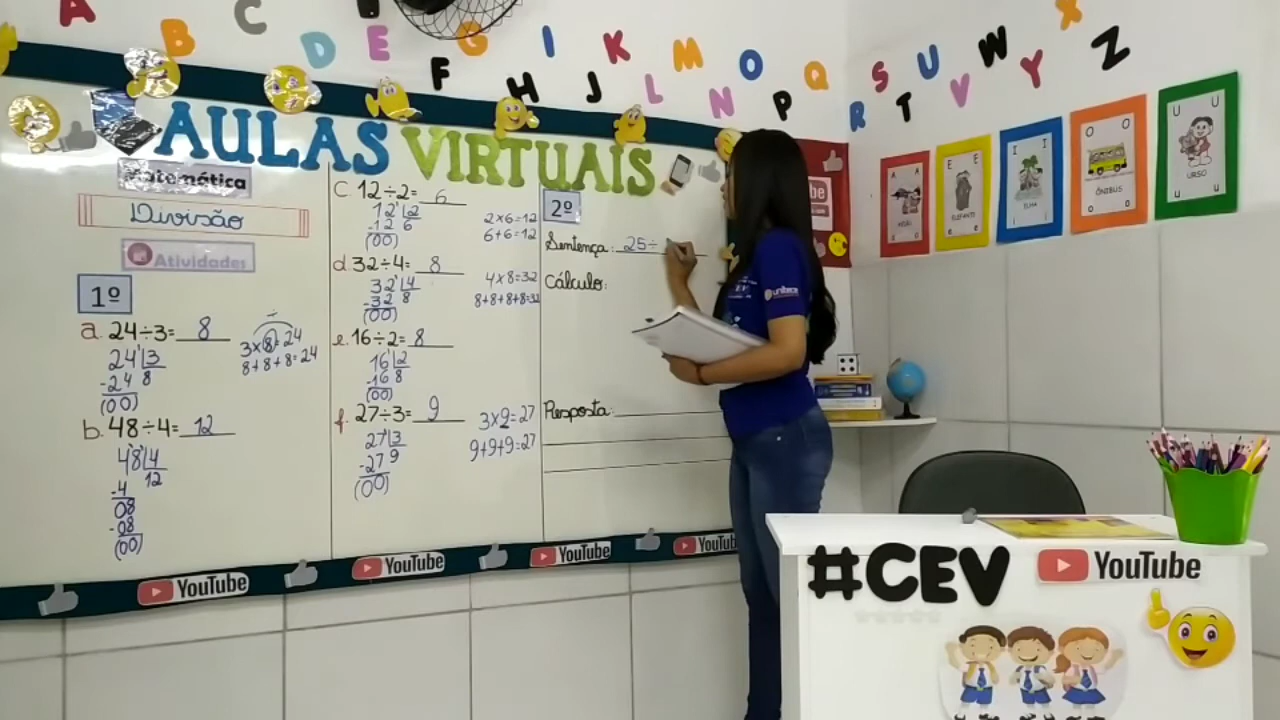 A B C D E F G H I J K L M N O P Q R S T U V W X Y Z
AULAS VIRTUAIS
Matemática
Divisão
Atividades
1º
a. 24÷3= 8
24 3
-24 8
(00)
3×8=24
8+8+8=24
b. 48÷4= 12
48 4
12
-4
08
-08
(00)
C 12÷2= 6
12 2
-12 6
(00)
2×6=12
6+6=12
d. 32÷4= 8
32 4
-32 8
(00)
4×8=32
8+8+8+8=32
e. 16÷2= 8
16 2
-16 8
(00)
f. 27÷3= 9
27 3
-27 9
(00)
3×9=27
9+9+9=27
2º
Sentença: 25÷
Cálculo:
Resposta:
YouTube
YouTube
YouTube
YouTube
A A
E E
ELEFANTE
I I
ILHA
O O
ÔNIBUS
U U
URSO
U U
#CEV
YouTube